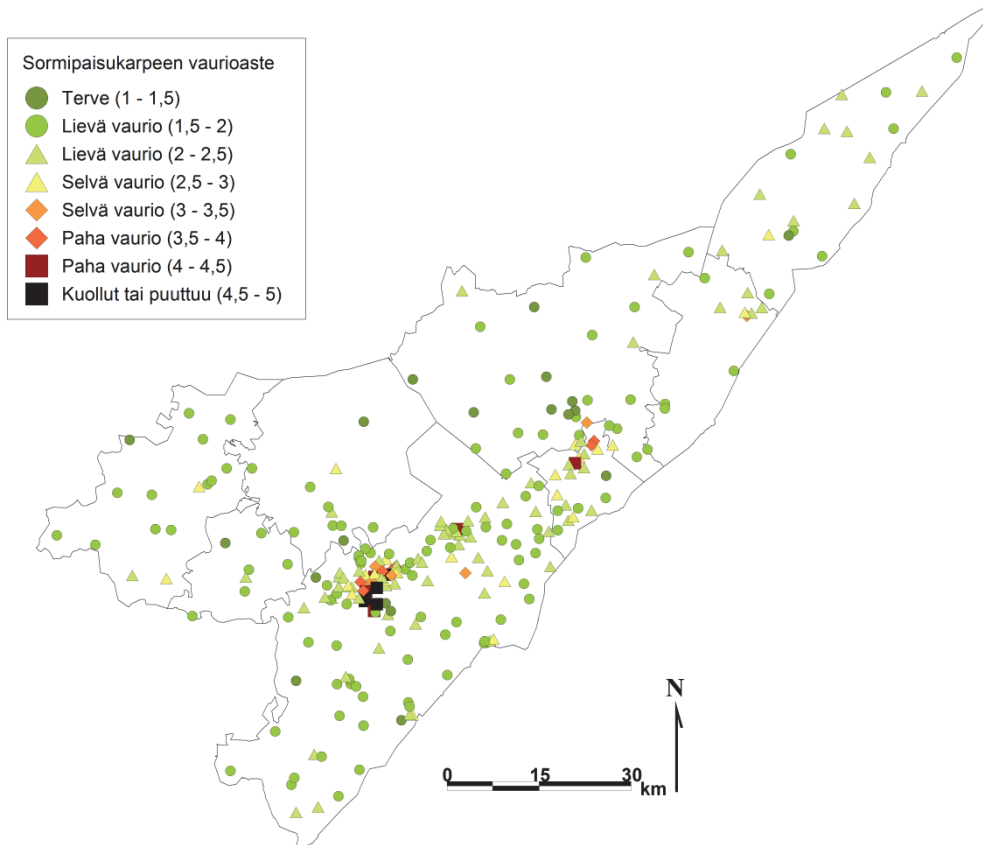 Sormipaisukarpeen vaurioaste
Terve (1 - 1,5)
Lievä vaurio (1,5 - 2)
Lievä vaurio (2 - 2,5)
Selvä vaurio (2,5 - 3)
Selvä vaurio (3 - 3,5)
Paha vaurio (3,5 - 4)
Paha vaurio (4 - 4,5)
Kuollut tai puuttuu (4,5 - 5)
N
0 15 30
km